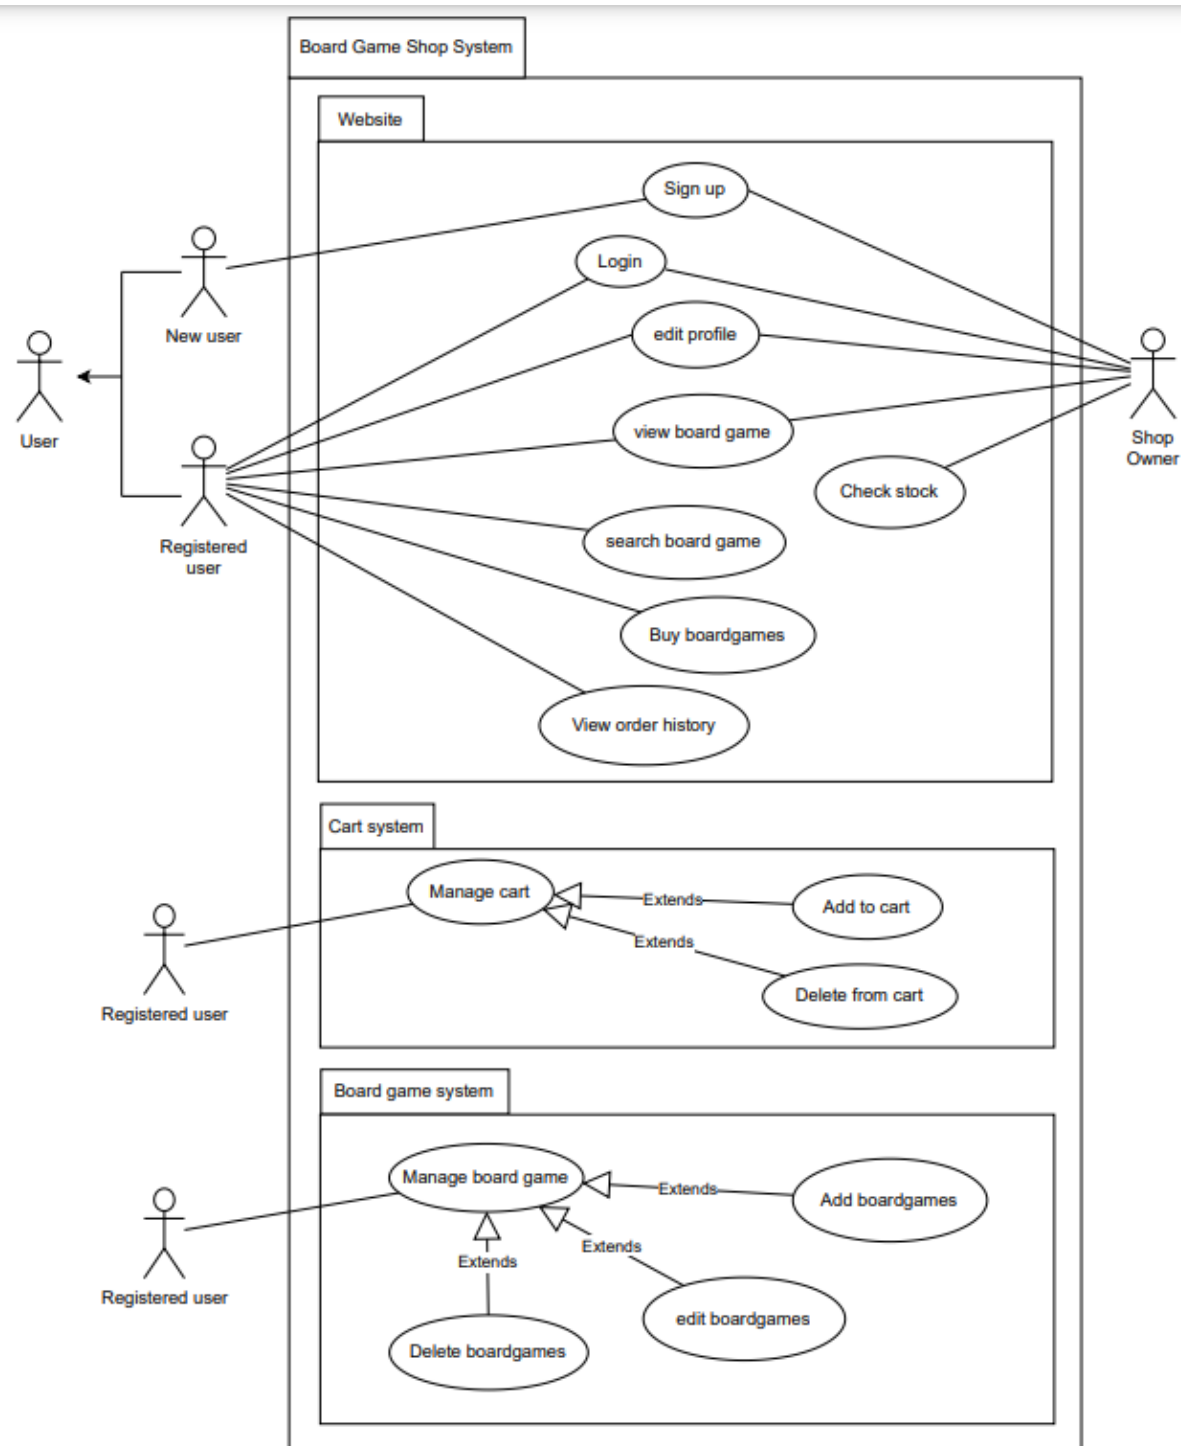 Board Game Shop System
Website
Sign up
Login
New user
edit profile
User
view board game
Shop
Owner
Check stock
Registered
user
search board game
Buy boardgames
View order history
Cart system
Manage cart
Extends
Add to cart
Extends
Delete from cart
Registered user
Board game system
Manage board game
Extends
Add boardgames
Extends
Extends
Registered user
edit boardgames
Delete boardgames